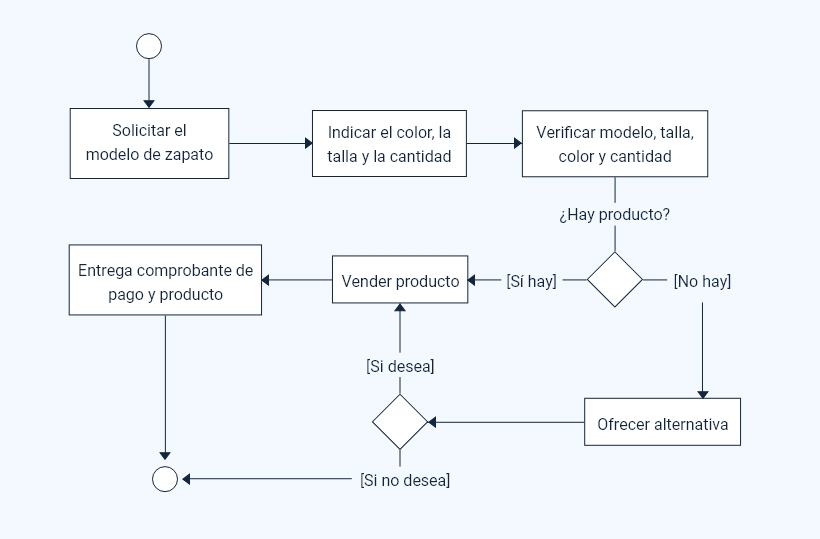 Solicitar el
modelo de zapato
Indicar el color, la
talla y la cantidad
Verificar modelo, talla,
color y cantidad
¿Hay producto?
Entrega comprobante de
pago y producto
Vender producto
[Sí hay]
[No hay]
[Si desea]
Ofrecer alternativa
[Si no desea]